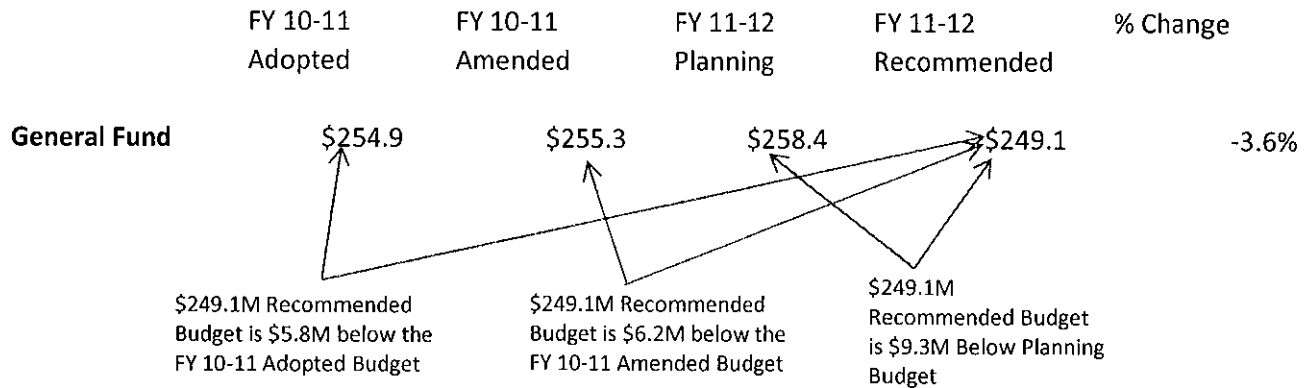 FY 10-11 FY 10-11 FY 11-12 FY 11-12 % Change
Adopted Amended Planning Recommended
General Fund $254.9 $255.3 $258.4 $249.1 -3.6%
$249.1M Recommended
Budget is $5.8M below the
FY 10-11 Adopted Budget
$249.1M Recommended
Budget is $6.2M below the
FY 10-11 Amended Budget
$249.1M
Recommended Budget
is $9.3M Below Planning
Budget